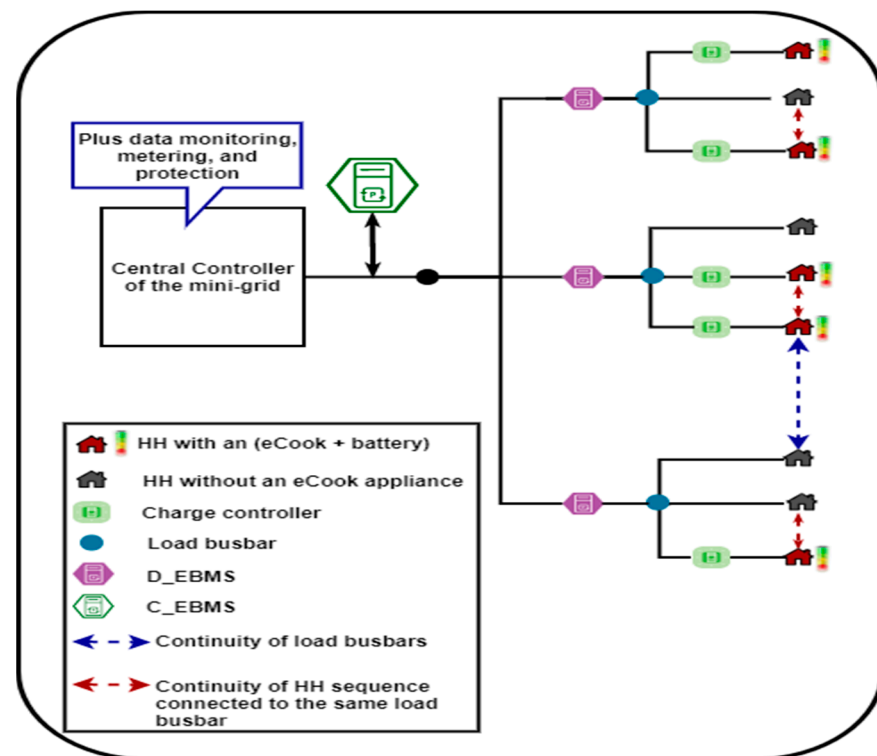 Plus data monitoring,
metering, and
protection
Central Controller
of the mini-grid
P
HH with an (eCook + battery)
HH without an eCook appliance
Charge controller
Load busbar
D_EBMS
C_EBMS
Continuity of load busbars
Continuity of HH sequence
connected to the same load
busbar